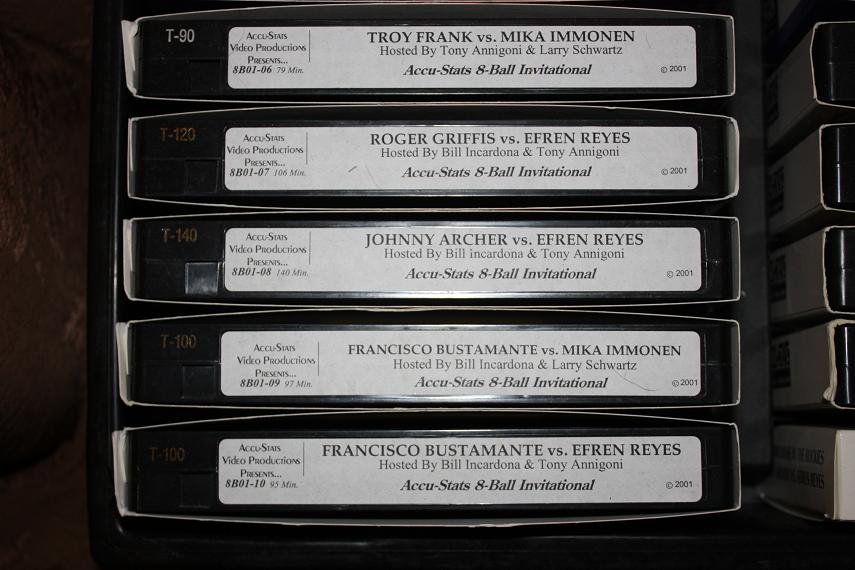 T-90
ACCU-STATS
VIDEO PRODUCTIONS
PRESENTS...
8B01-06 79 Min.
TROY FRANK vs. MIKA IMMONEN
Hosted By Tony Annigoni & Larry Schwartz
Accu-Stats 8-Ball Invitational
© 2001
T-120
ACCU-STATS
VIDEO PRODUCTIONS
PRESENTS...
8B01-07 106 Min.
ROGER GRIFFIS vs. EFREN REYES
Hosted By Bill Incardona & Tony Annigoni
Accu-Stats 8-Ball Invitational
© 2001
T-140
ACCU-STATS
VIDEO PRODUCTIONS
PRESENTS...
8B01-08 140 Min.
JOHNNY ARCHER vs. EFREN REYES
Hosted By Bill incardona & Tony Annigoni
Accu-Stats 8-Ball Invitational
© 2001
T-100
ACCU-STATS
VIDEO PRODUCTIONS
PRESENTS...
8B01-09 97 Min.
FRANCISCO BUSTAMANTE vs. MIKA IMMONEN
Hosted By Bill Incardona & Larry Schwartz
Accu-Stats 8-Ball Invitational
© 2001
T-100
ACCU-STATS
VIDEO PRODUCTIONS
PRESENTS...
8B01-10 95 Min.
FRANCISCO BUSTAMANTE vs. EFREN REYES
Hosted By Bill Incardona & Tony Annigoni
Accu-Stats 8-Ball Invitational
© 2001
IN THE ROCKIES
vs. EFREN REYES